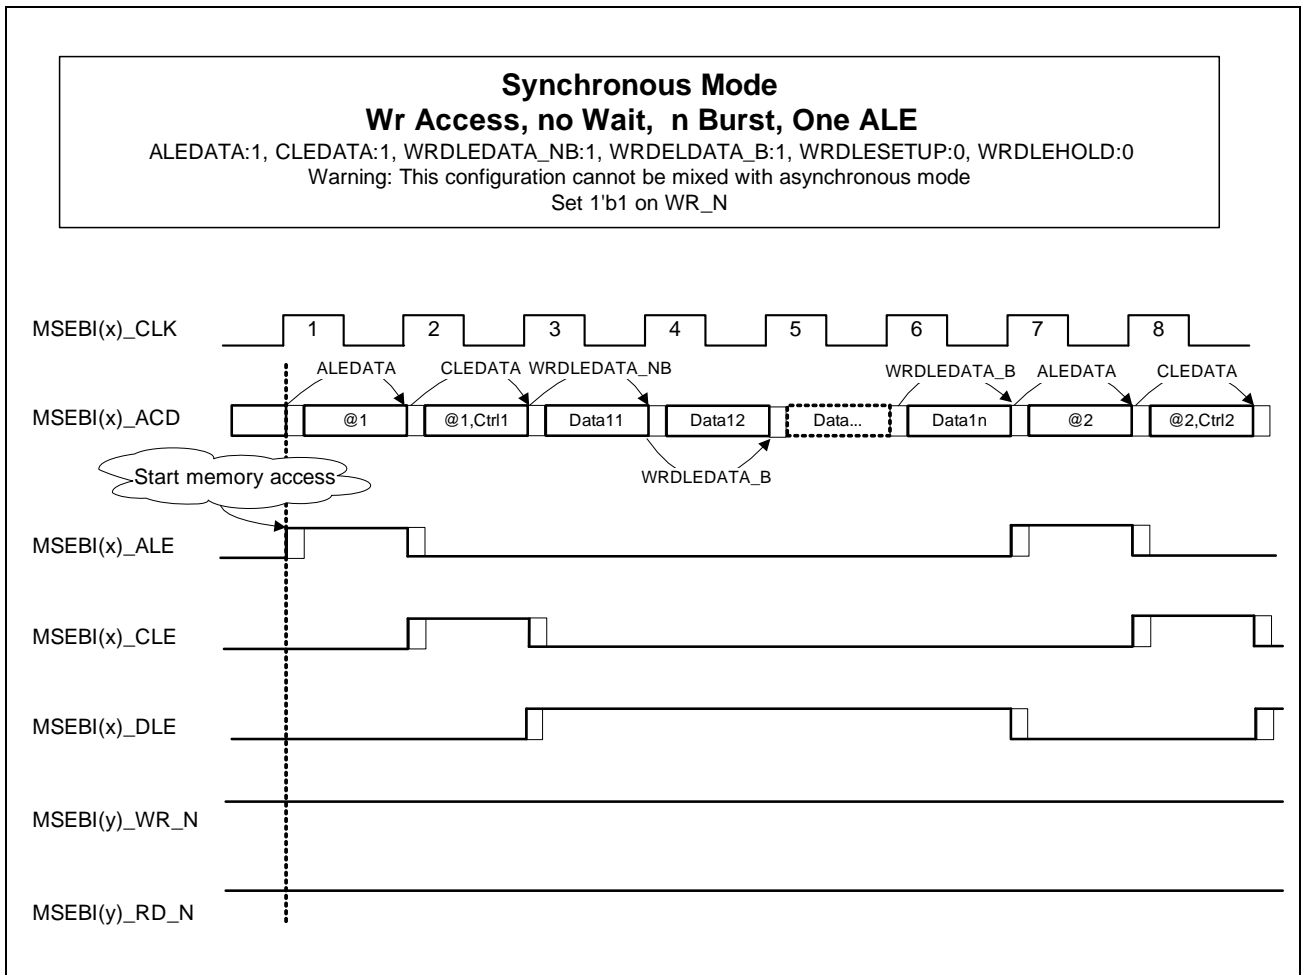 Synchronous Mode
Wr Access, no Wait, n Burst, One ALE
ALEDATA:1, CLEDATA:1, WRDLEDATA_NB:1, WRDELDATA_B:1, WRDLESETUP:0, WRDLEHOLD:0
Warning: This configuration cannot be mixed with asynchronous mode
Set 1'b1 on WR_N
MSEBI(x)_CLK 1 2 3 4 5 6 7 8
ALEDATA CLEDATA WRDLEDATA_NB WRDLEDATA_B ALEDATA CLEDATA
MSEBI(x)_ACD @1 @1,Ctrl1 Data11 Data12 Data... Data1n @2 @2,Ctrl2
Start memory access WRDLEDATA_B
MSEBI(x)_ALE
MSEBI(x)_CLE
MSEBI(x)_DLE
MSEBI(y)_WR_N
MSEBI(y)_RD_N